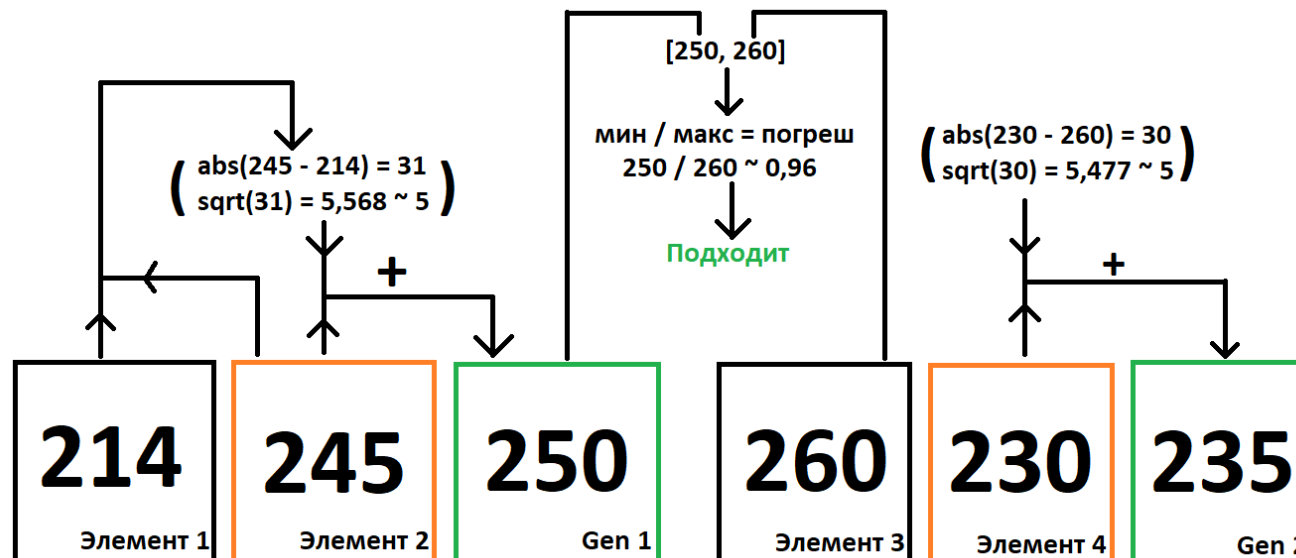 [250, 260]
мин / макс = погреш
250 / 260 ~ 0,96
Подходит
( abs(245 - 214) = 31
sqrt(31) = 5,568 ~ 5 )
+
( abs(230 - 260) = 30
sqrt(30) = 5,477 ~ 5 )
+
214
Элемент 1
245
Элемент 2
250
Gen 1
260
Элемент 3
230
Элемент 4
235
Gen 2